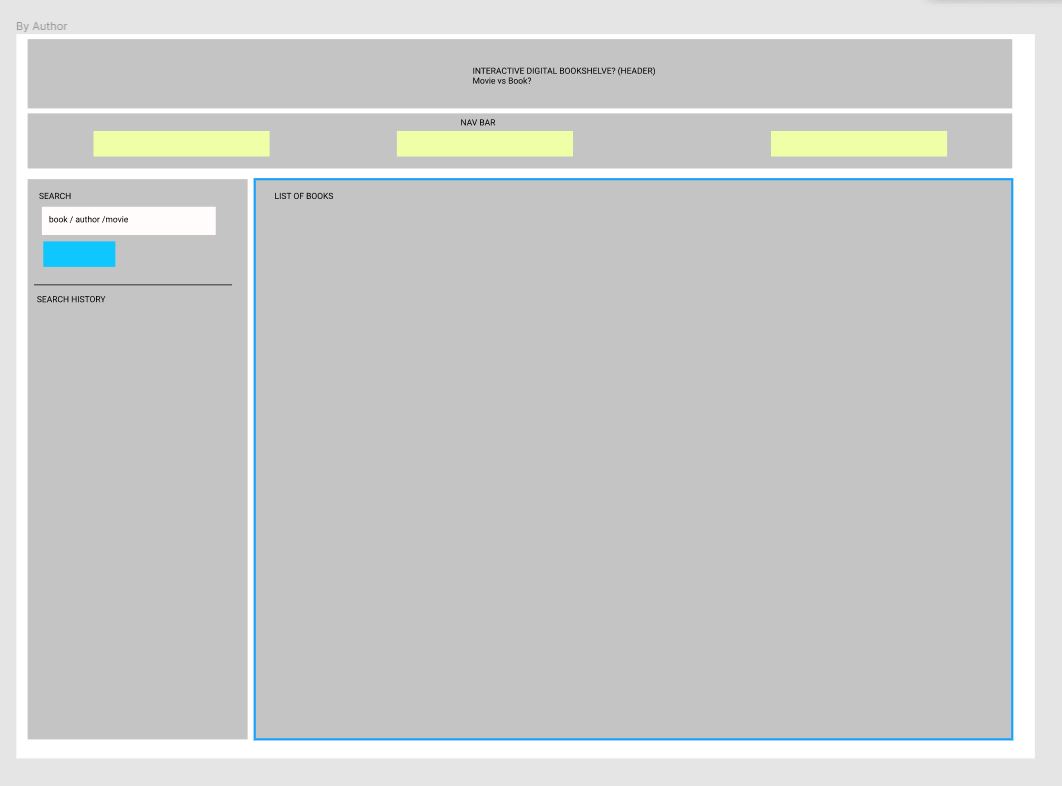 By Author
INTERACTIVE DIGITAL BOOKSHELVE? (HEADER)
Movie vs Book?
NAV BAR
SEARCH
book / author /movie
SEARCH HISTORY
LIST OF BOOKS